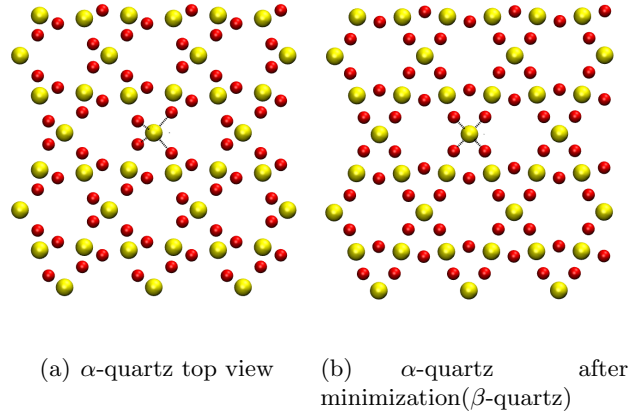 (a) α-quartz top view
(b) α-quartz after
minimization(β-quartz)